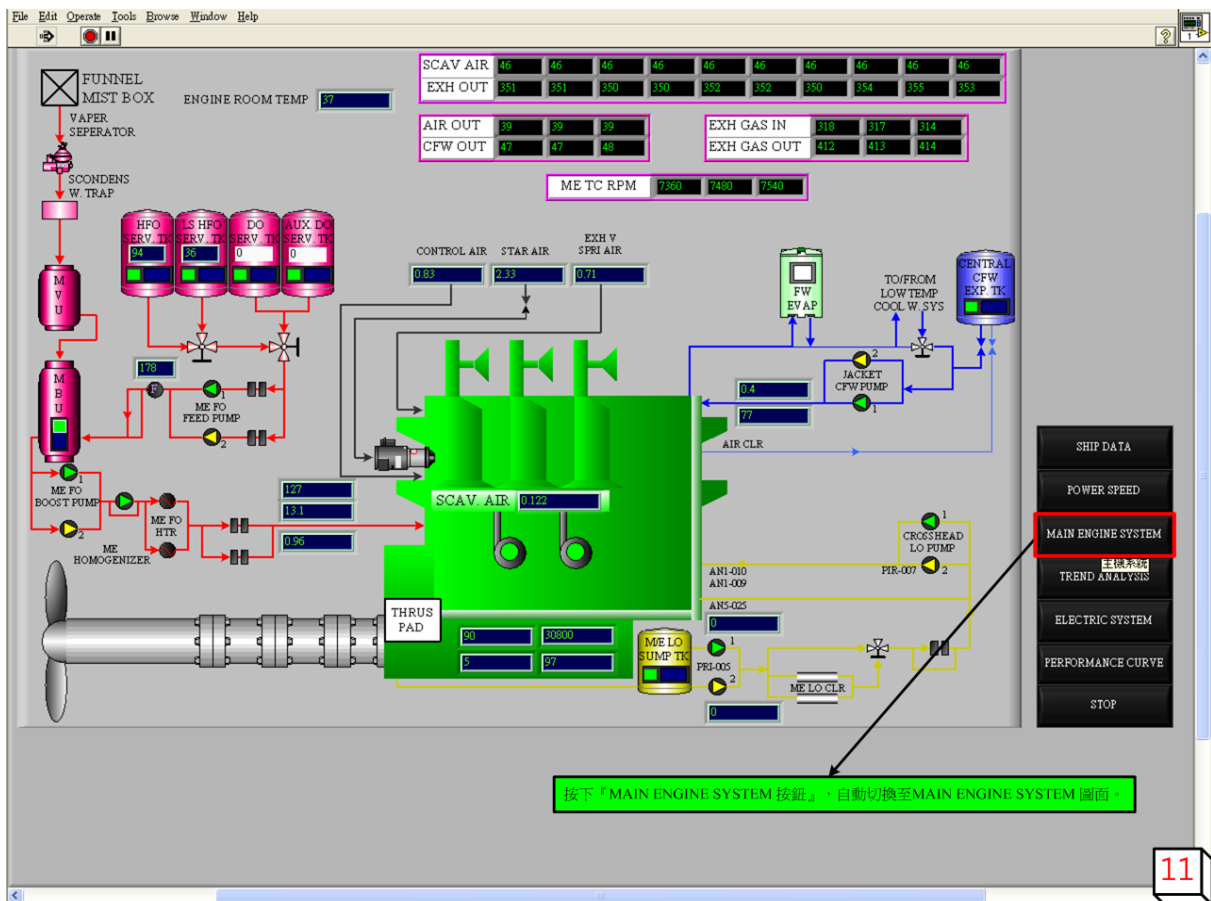 File Edit Operate Tools Browse Window Help
1
FUNNEL
MIST BOX
VAPER
SEPERATOR
SCONDENS
W. TRAP
ENGINE ROOM TEMP 37
SCAV AIR 46 46 46 46 46 46 46 46 46 46
EXH OUT 351 351 350 350 352 352 350 354 355 353
AIR OUT 39 39 39
CFW OUT 47 47 48
EXH GAS IN 318 317 314
EXH GAS OUT 412 413 414
ME TC RPM 7360 7480 7540
HFO
SERV. TK
94
LS HFO
SERV. TK
36
DO
SERV. TK
0
AUX. DO
SERV. TK
0
CONTROL AIR
0.83
STAR AIR
2.33
EXH V
SPRI AIR
0.71
FW
EVAP
TO/FROM
LOW TEMP
COOL W. SYS
CENTRAL
CFW
EXP. TK
M
V
U
M
B
U
178
F
1
ME FO
FEED PUMP
2
2
JACKET
CFW PUMP
1
0.4
77
AIR CLR
1
ME FO
BOOST PUMP
2
ME FO
HTR
ME
HOMOGENIZER
127
13.1
0.96
SCAV. AIR 0.122
1
CROSSHEAD
LO PUMP
PIR-007 2
AN1-010
AN1-009
AN5-025
0
THRUS
PAD
90 30800
5 97
M/E LO
SUMP TK
1
PRI-005
2
ME LO CLR
0
SHIP DATA
POWER SPEED
MAIN ENGINE SYSTEM
主機系統
TREND ANALYSIS
ELECTRIC SYSTEM
PERFORMANCE CURVE
STOP
按下『MAIN ENGINE SYSTEM 按鈕』，自動切換至MAIN ENGINE SYSTEM 圖面。
11